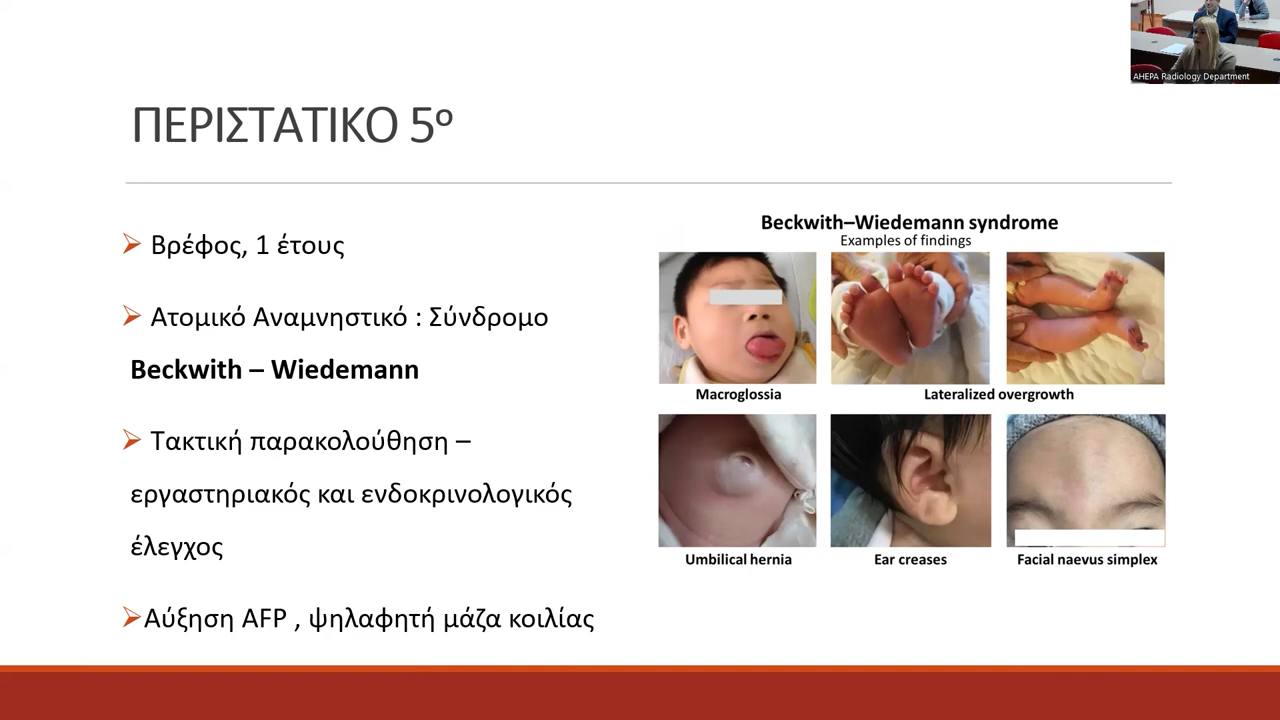 AHEPA Radiology Department
ΠΕΡΙΣΤΑΤΙΚΟ 5º
Βρέφος, 1 έτους
Ατομικό Αναμνηστικό : Σύνδρομο
Beckwith – Wiedemann
Τακτική παρακολούθηση –
εργαστηριακός και ενδοκρινολογικός
έλεγχος
Αύξηση AFP , ψηλαφητή μάζα κοιλίας
Beckwith–Wiedemann syndrome
Examples of findings
Macroglossia
Lateralized overgrowth
Umbilical hernia
Ear creases
Facial naevus simplex